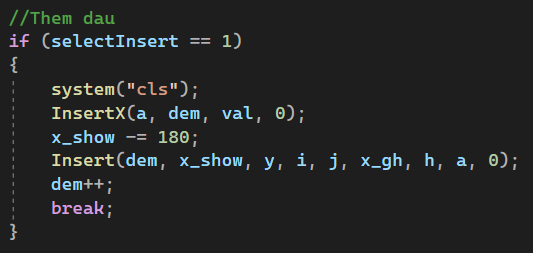 //Them dau
if (selectInsert == 1)
{
system("cls");
InsertX(a, dem, val, 0);
x_show -= 180;
Insert(dem, x_show, y, i, j, x_gh, h, a, 0);
dem++;
break;
}